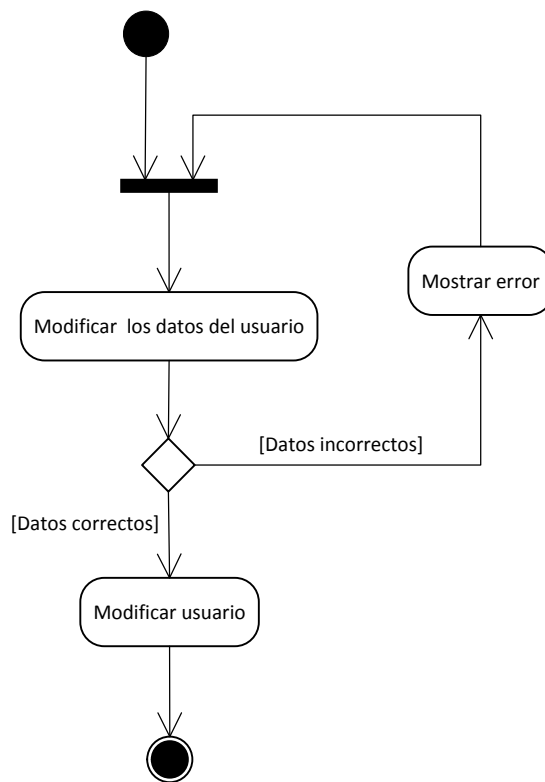 Mostrar error
Modificar los datos del usuario
[Datos incorrectos]
[Datos correctos]
Modificar usuario